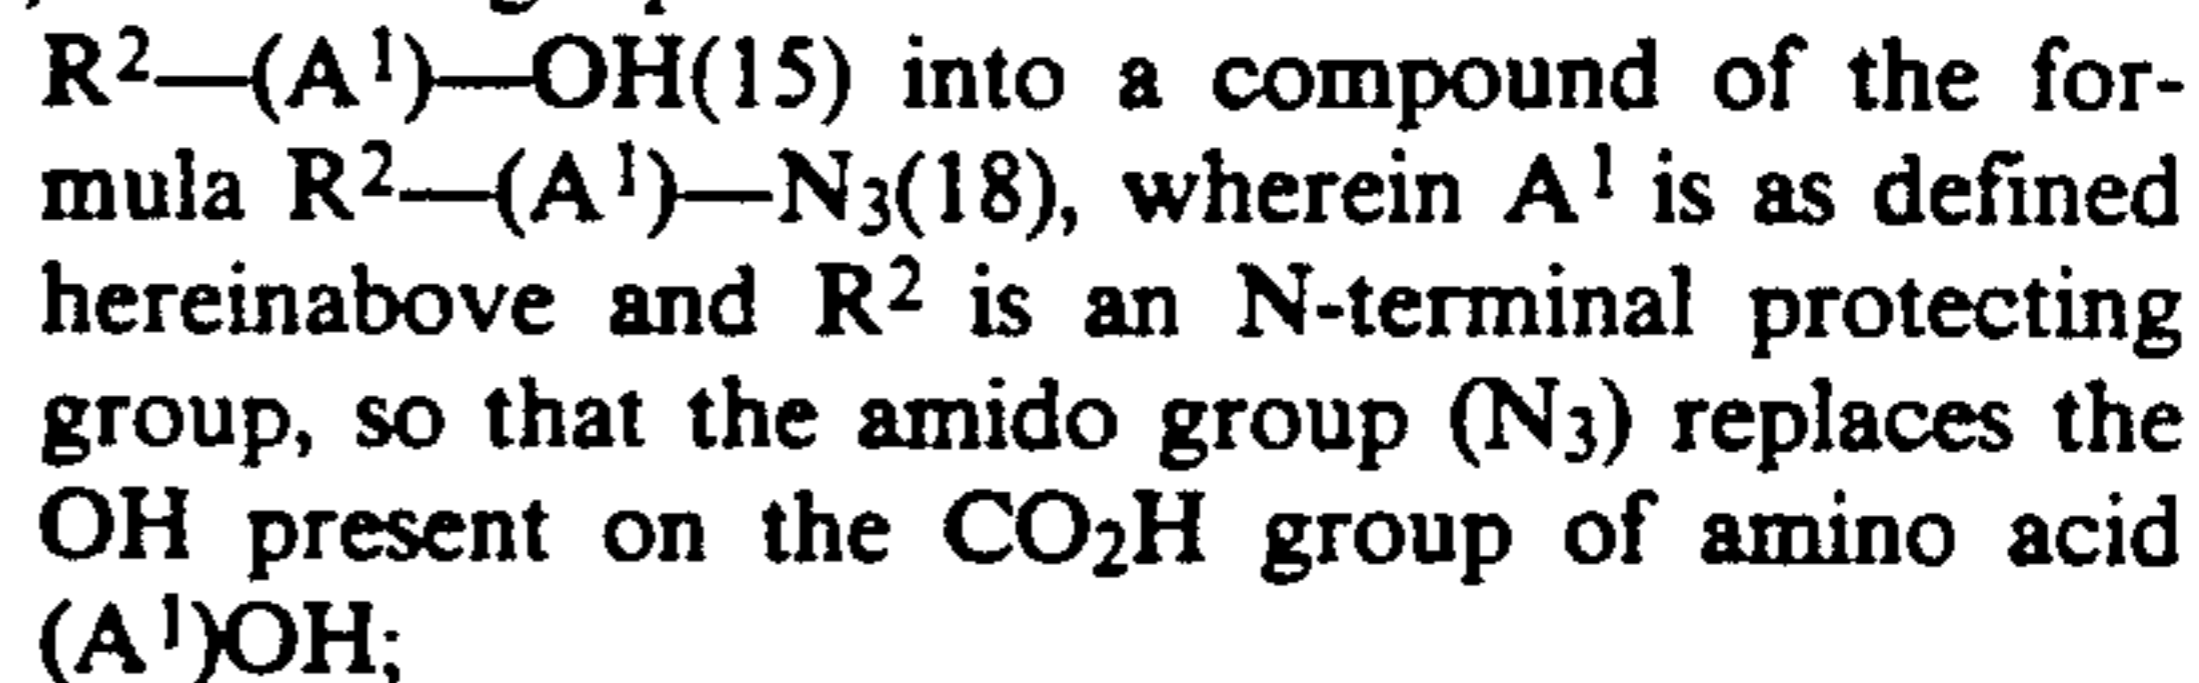 R²—(A¹)—OH(15) into a compound of the for-
mula R²—(A¹)—N₃(18), wherein A¹ is as defined
hereinabove and R² is an N-terminal protecting
group, so that the amido group (N₃) replaces the
OH present on the CO₂H group of amino acid
(A¹)OH;